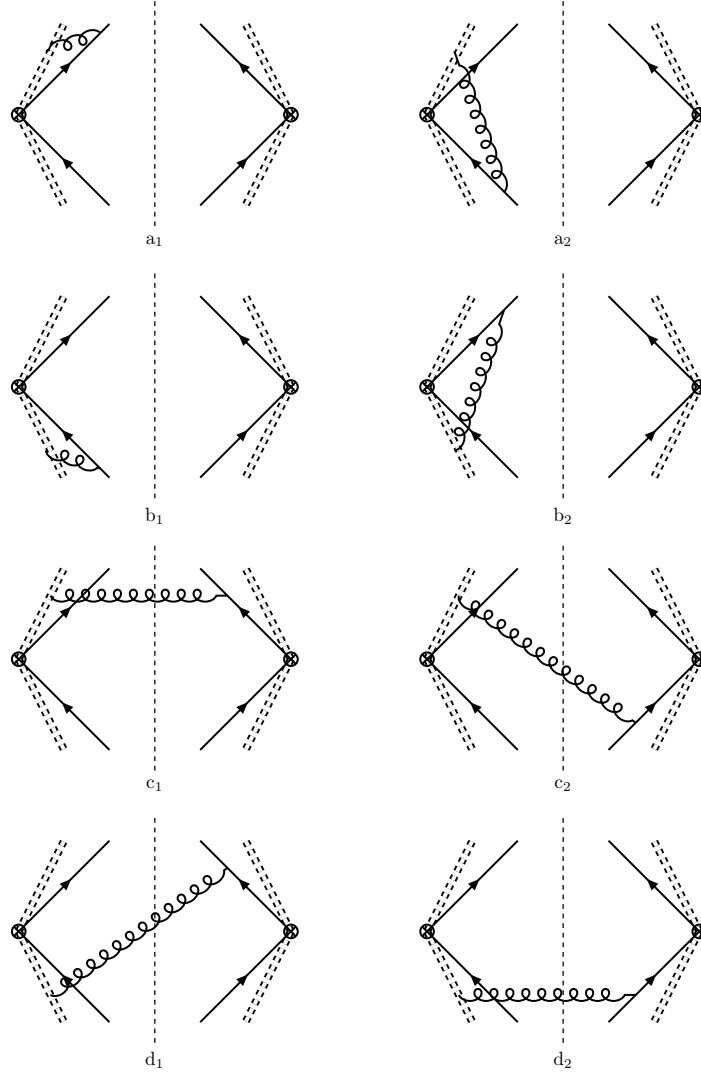 a₁ a₂
b₁ b₂
c₁ c₂
d₁ d₂